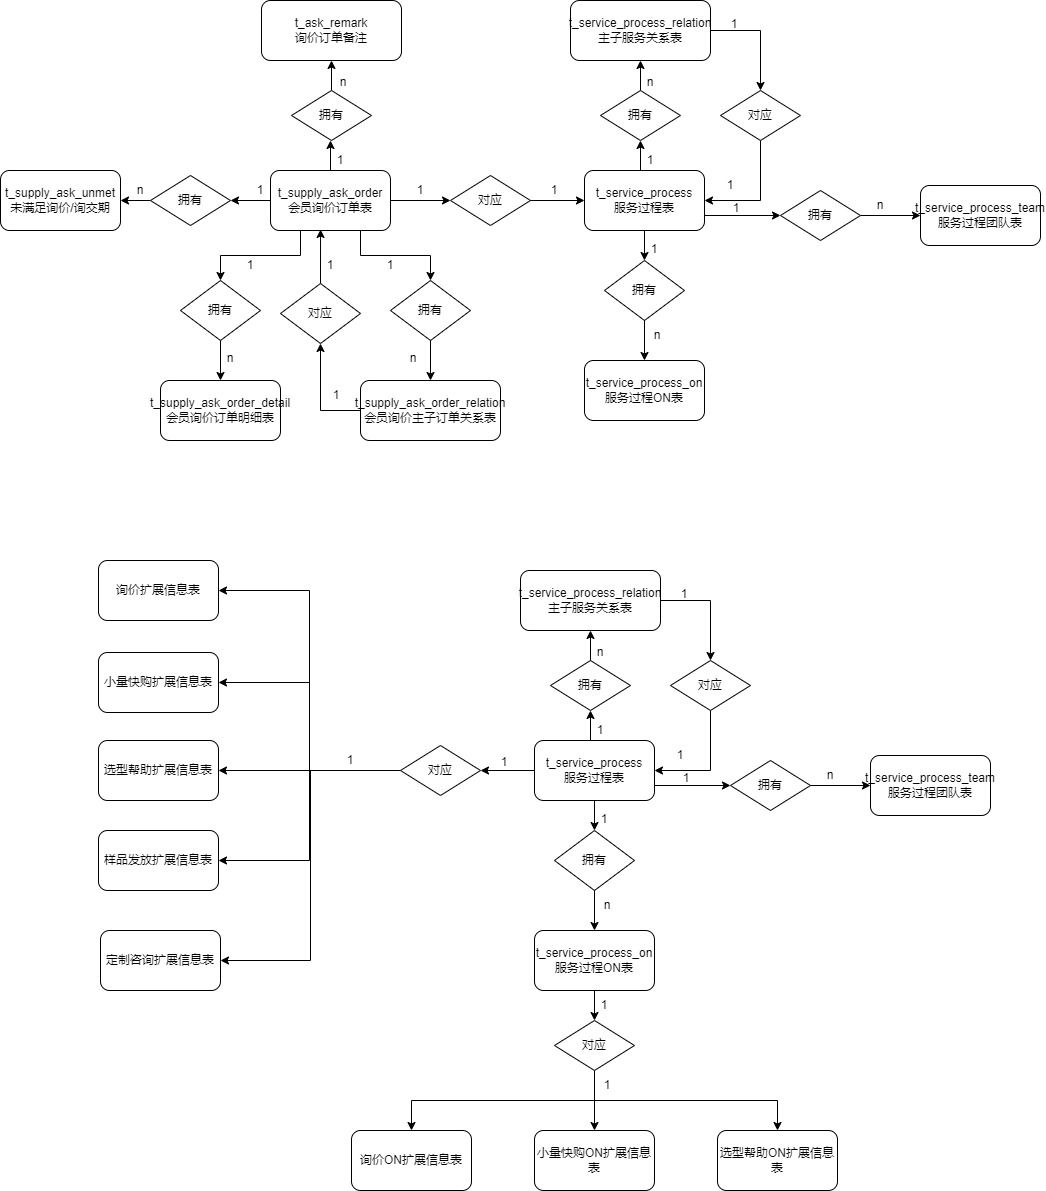 t_ask_remark
询价订单备注
t_service_process_relation
主子服务关系表
1
n
n
拥有
拥有
对应
1
1
t_supply_ask_unmet
未满足询价/询交期
n
拥有
1
t_supply_ask_order
会员询价订单表
1
对应
1
t_service_process
服务过程表
1
1
拥有
n
t_service_process_team
服务过程团队表
1
1
1
1
拥有
对应
拥有
拥有
n
n
n
1
t_supply_ask_order_detail
会员询价订单明细表
t_supply_ask_order_relation
会员询价主子订单关系表
t_service_process_on
服务过程ON表
询价扩展信息表
t_service_process_relation
主子服务关系表
1
n
小量快购扩展信息表
拥有
对应
1
选型帮助扩展信息表
1
对应
1
t_service_process
服务过程表
1
1
拥有
n
t_service_process_team
服务过程团队表
1
样品发放扩展信息表
拥有
n
定制咨询扩展信息表
t_service_process_on
服务过程ON表
1
对应
1
询价ON扩展信息表
小量快购ON扩展信息
表
选型帮助ON扩展信息
表